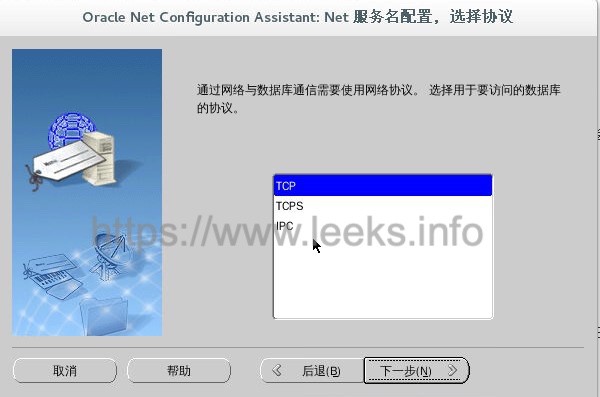 Oracle Net Configuration Assistant: Net 服务名配置，选择协议
通过网络与数据库通信需要使用网络协议。 选择用于要访问的数据库
的协议。
TCP
TCPS
IPC
https://www.leeks.info
取消
帮助
后退(B)
下一步(N)